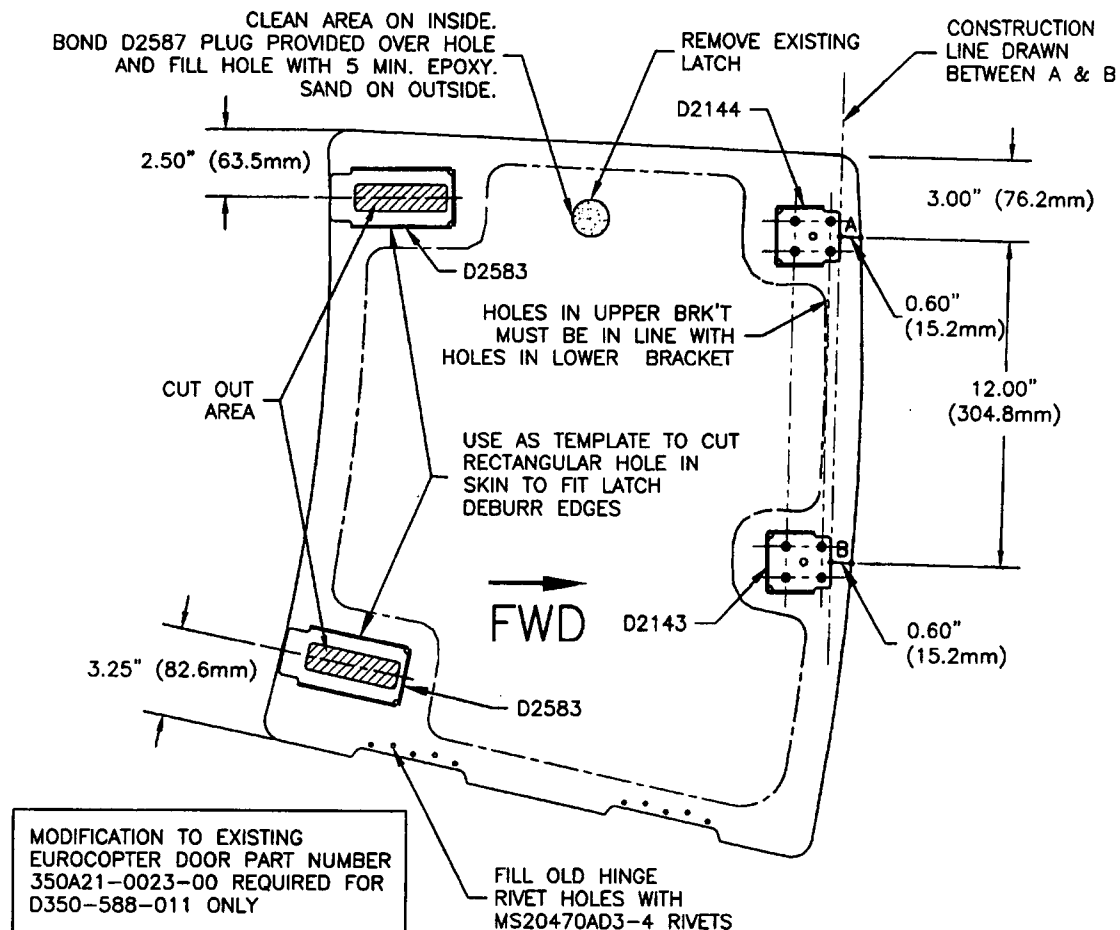 CLEAN AREA ON INSIDE.
BOND D2587 PLUG PROVIDED OVER HOLE
AND FILL HOLE WITH 5 MIN. EPOXY.
SAND ON OUTSIDE.
REMOVE EXISTING
LATCH
CONSTRUCTION
LINE DRAWN
BETWEEN A & B
D2144
2.50" (63.5mm)
3.00" (76.2mm)
A
D2583
HOLES IN UPPER BRK'T
MUST BE IN LINE WITH
HOLES IN LOWER BRACKET
0.60"
(15.2mm)
CUT OUT
AREA
12.00"
(304.8mm)
USE AS TEMPLATE TO CUT
RECTANGULAR HOLE IN
SKIN TO FIT LATCH
DEBURR EDGES
B
FWD
D2143
0.60"
(15.2mm)
3.25" (82.6mm)
D2583
MODIFICATION TO EXISTING
EUROCOPTER DOOR PART NUMBER
350A21-0023-00 REQUIRED FOR
D350-588-011 ONLY
FILL OLD HINGE
RIVET HOLES WITH
MS20470AD3-4 RIVETS